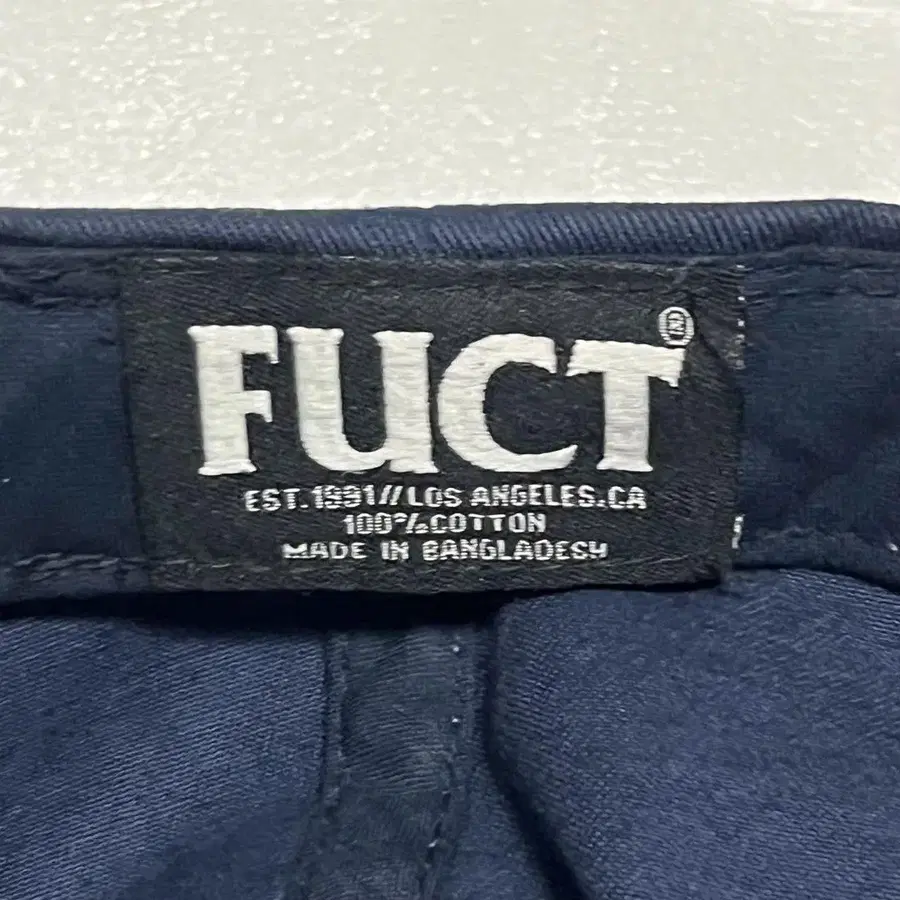 FUCT
EST.1991//LOS ANGELES.CA
100%COTTON
MADE IN BANGLADESH